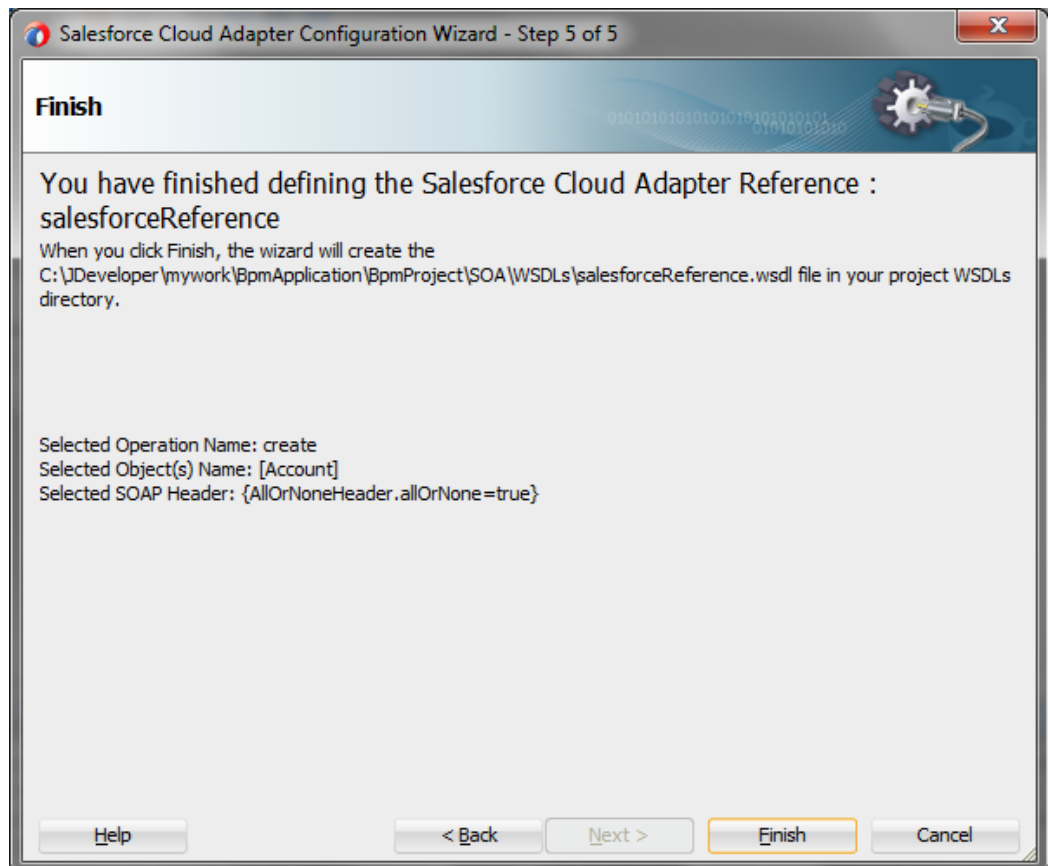 Salesforce Cloud Adapter Configuration Wizard - Step 5 of 5
Finish
You have finished defining the Salesforce Cloud Adapter Reference :
salesforceReference
When you click Finish, the wizard will create the
C:\JDeveloper\mywork\BpmApplication\BpmProject\SOA\WSDLs\salesforceReference.wsdl file in your project WSDLs
directory.
Selected Operation Name: create
Selected Object(s) Name: [Account]
Selected SOAP Header: {AllOrNoneHeader.allOrNone=true}
Help < Back Next > Finish Cancel